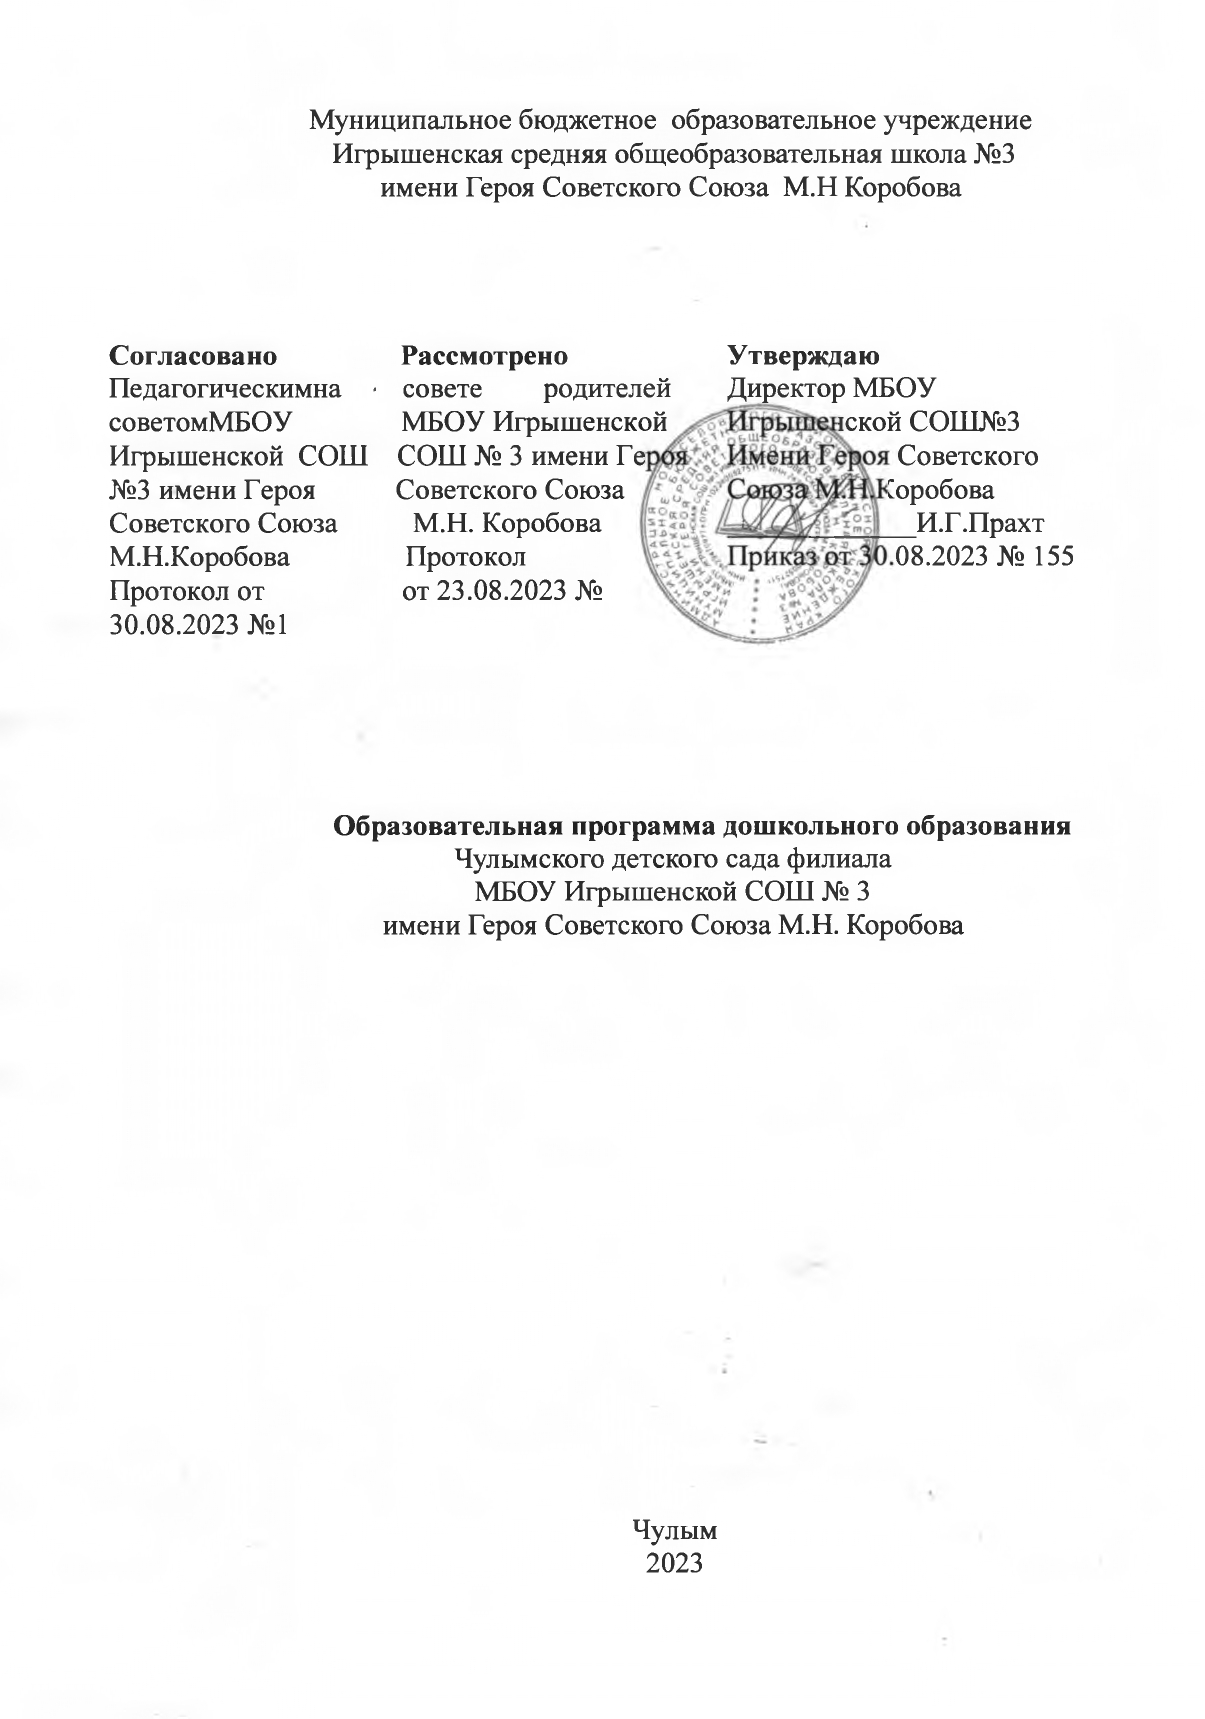 Муниципальное бюджетное образовательное учреждение
Игрышенская средняя общеобразовательная школа №3
имени Героя Советского Союза М.Н Коробова
Согласовано
Педагогическимна
советомМБОУ
Игрышенской СОШ
№3 имени Героя
Советского Союза
М.Н.Коробова
Протокол от
30.08.2023 №1
Рассмотрено
совете родителей
МБОУ Игрышенской
СОШ № 3 имени Героя
Советского Союза
М.Н. Коробова
Протокол
от 23.08.2023 №
Утверждаю
Директор МБОУ
Игрышенской СОШ№3
Имени Героя Советского
Союза М.Н.Коробова
И.Г.Прахт
Приказ от 30.08.2023 № 155
Образовательная программа дошкольного образования
Чулымского детского сада филиала
МБОУ Игрышенской СОШ № 3
имени Героя Советского Союза М.Н. Коробова
Чулым
2023